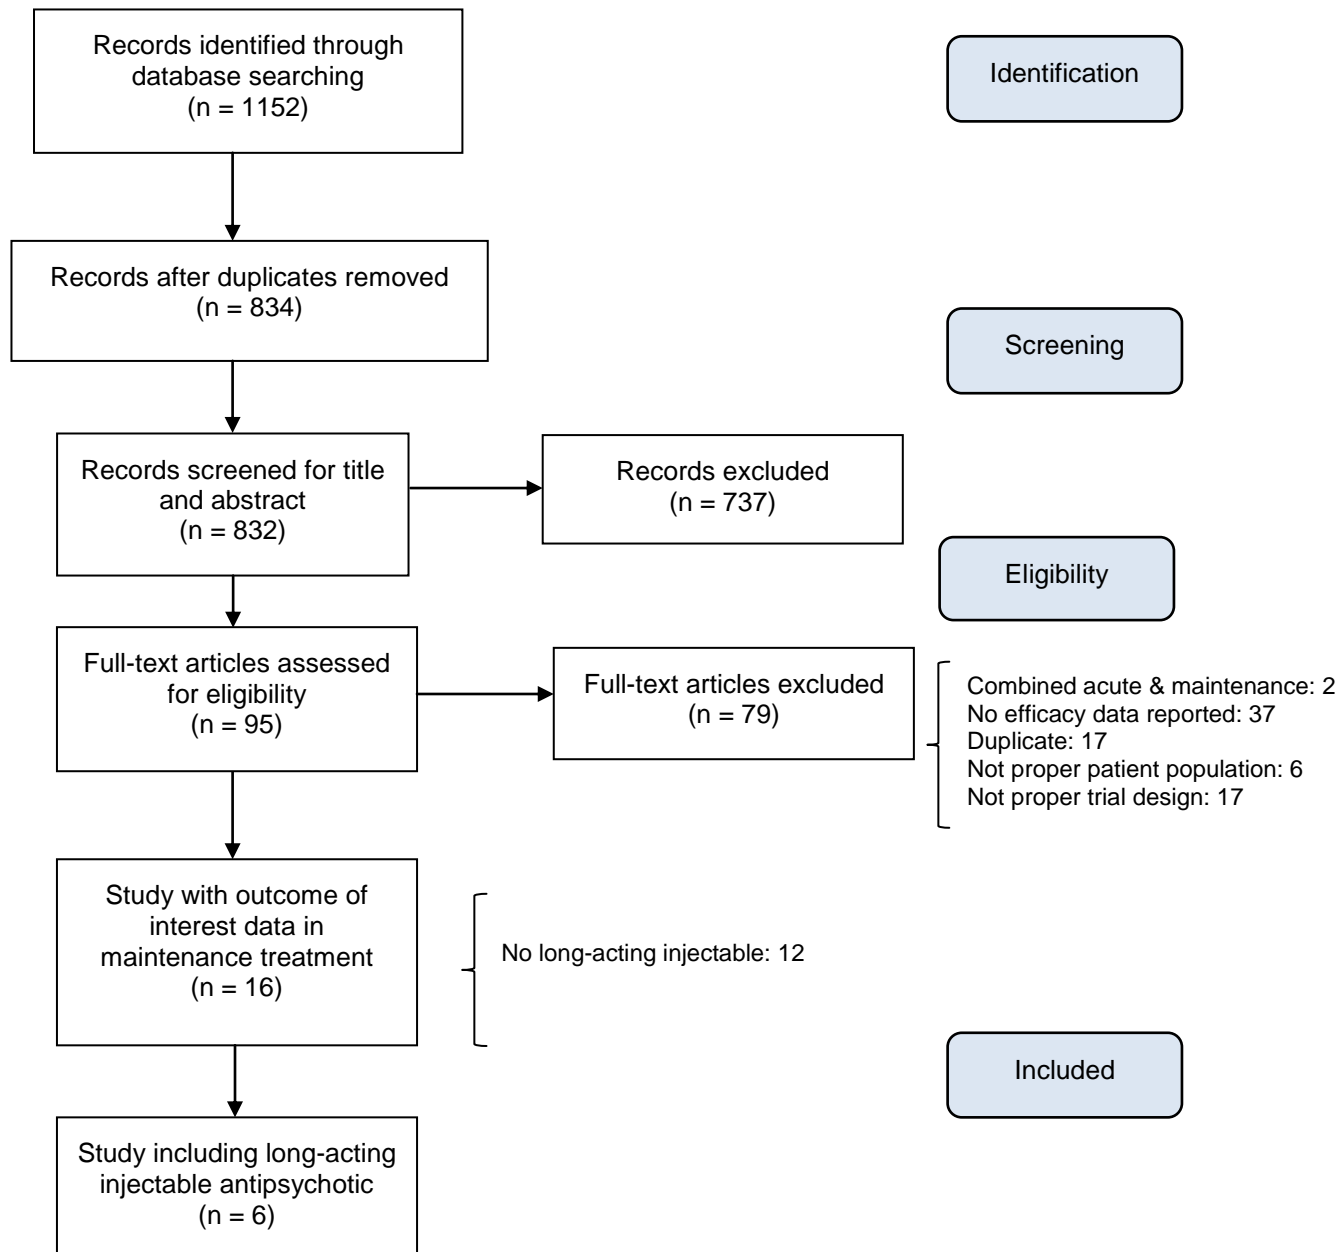 Records identified through
database searching
(n = 1152)
Identification
Records after duplicates removed
(n = 834)
Screening
Records screened for title
and abstract
(n = 832)
Records excluded
(n = 737)
Eligibility
Full-text articles assessed
for eligibility
(n = 95)
Full-text articles excluded
(n = 79)
Combined acute & maintenance: 2
No efficacy data reported: 37
Duplicate: 17
Not proper patient population: 6
Not proper trial design: 17
Study with outcome of
interest data in
maintenance treatment
(n = 16)
No long-acting injectable: 12
Included
Study including long-acting
injectable antipsychotic
(n = 6)